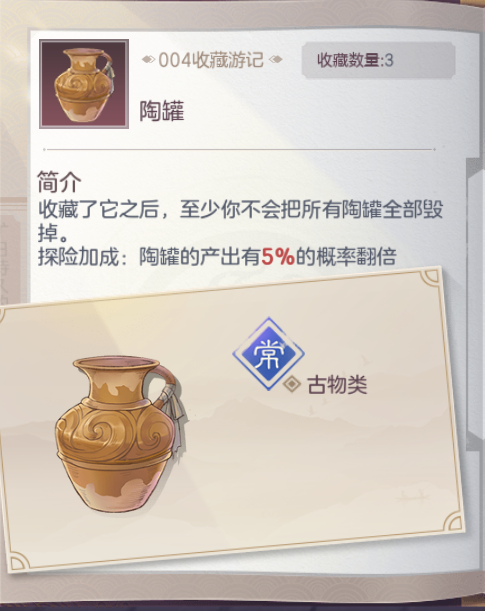 004收藏游记
收藏数量:3
陶罐
简介
收藏了它之后，至少你不会把所有陶罐全部毁
掉。
探险加成：陶罐的产出有5%的概率翻倍
常
古物类